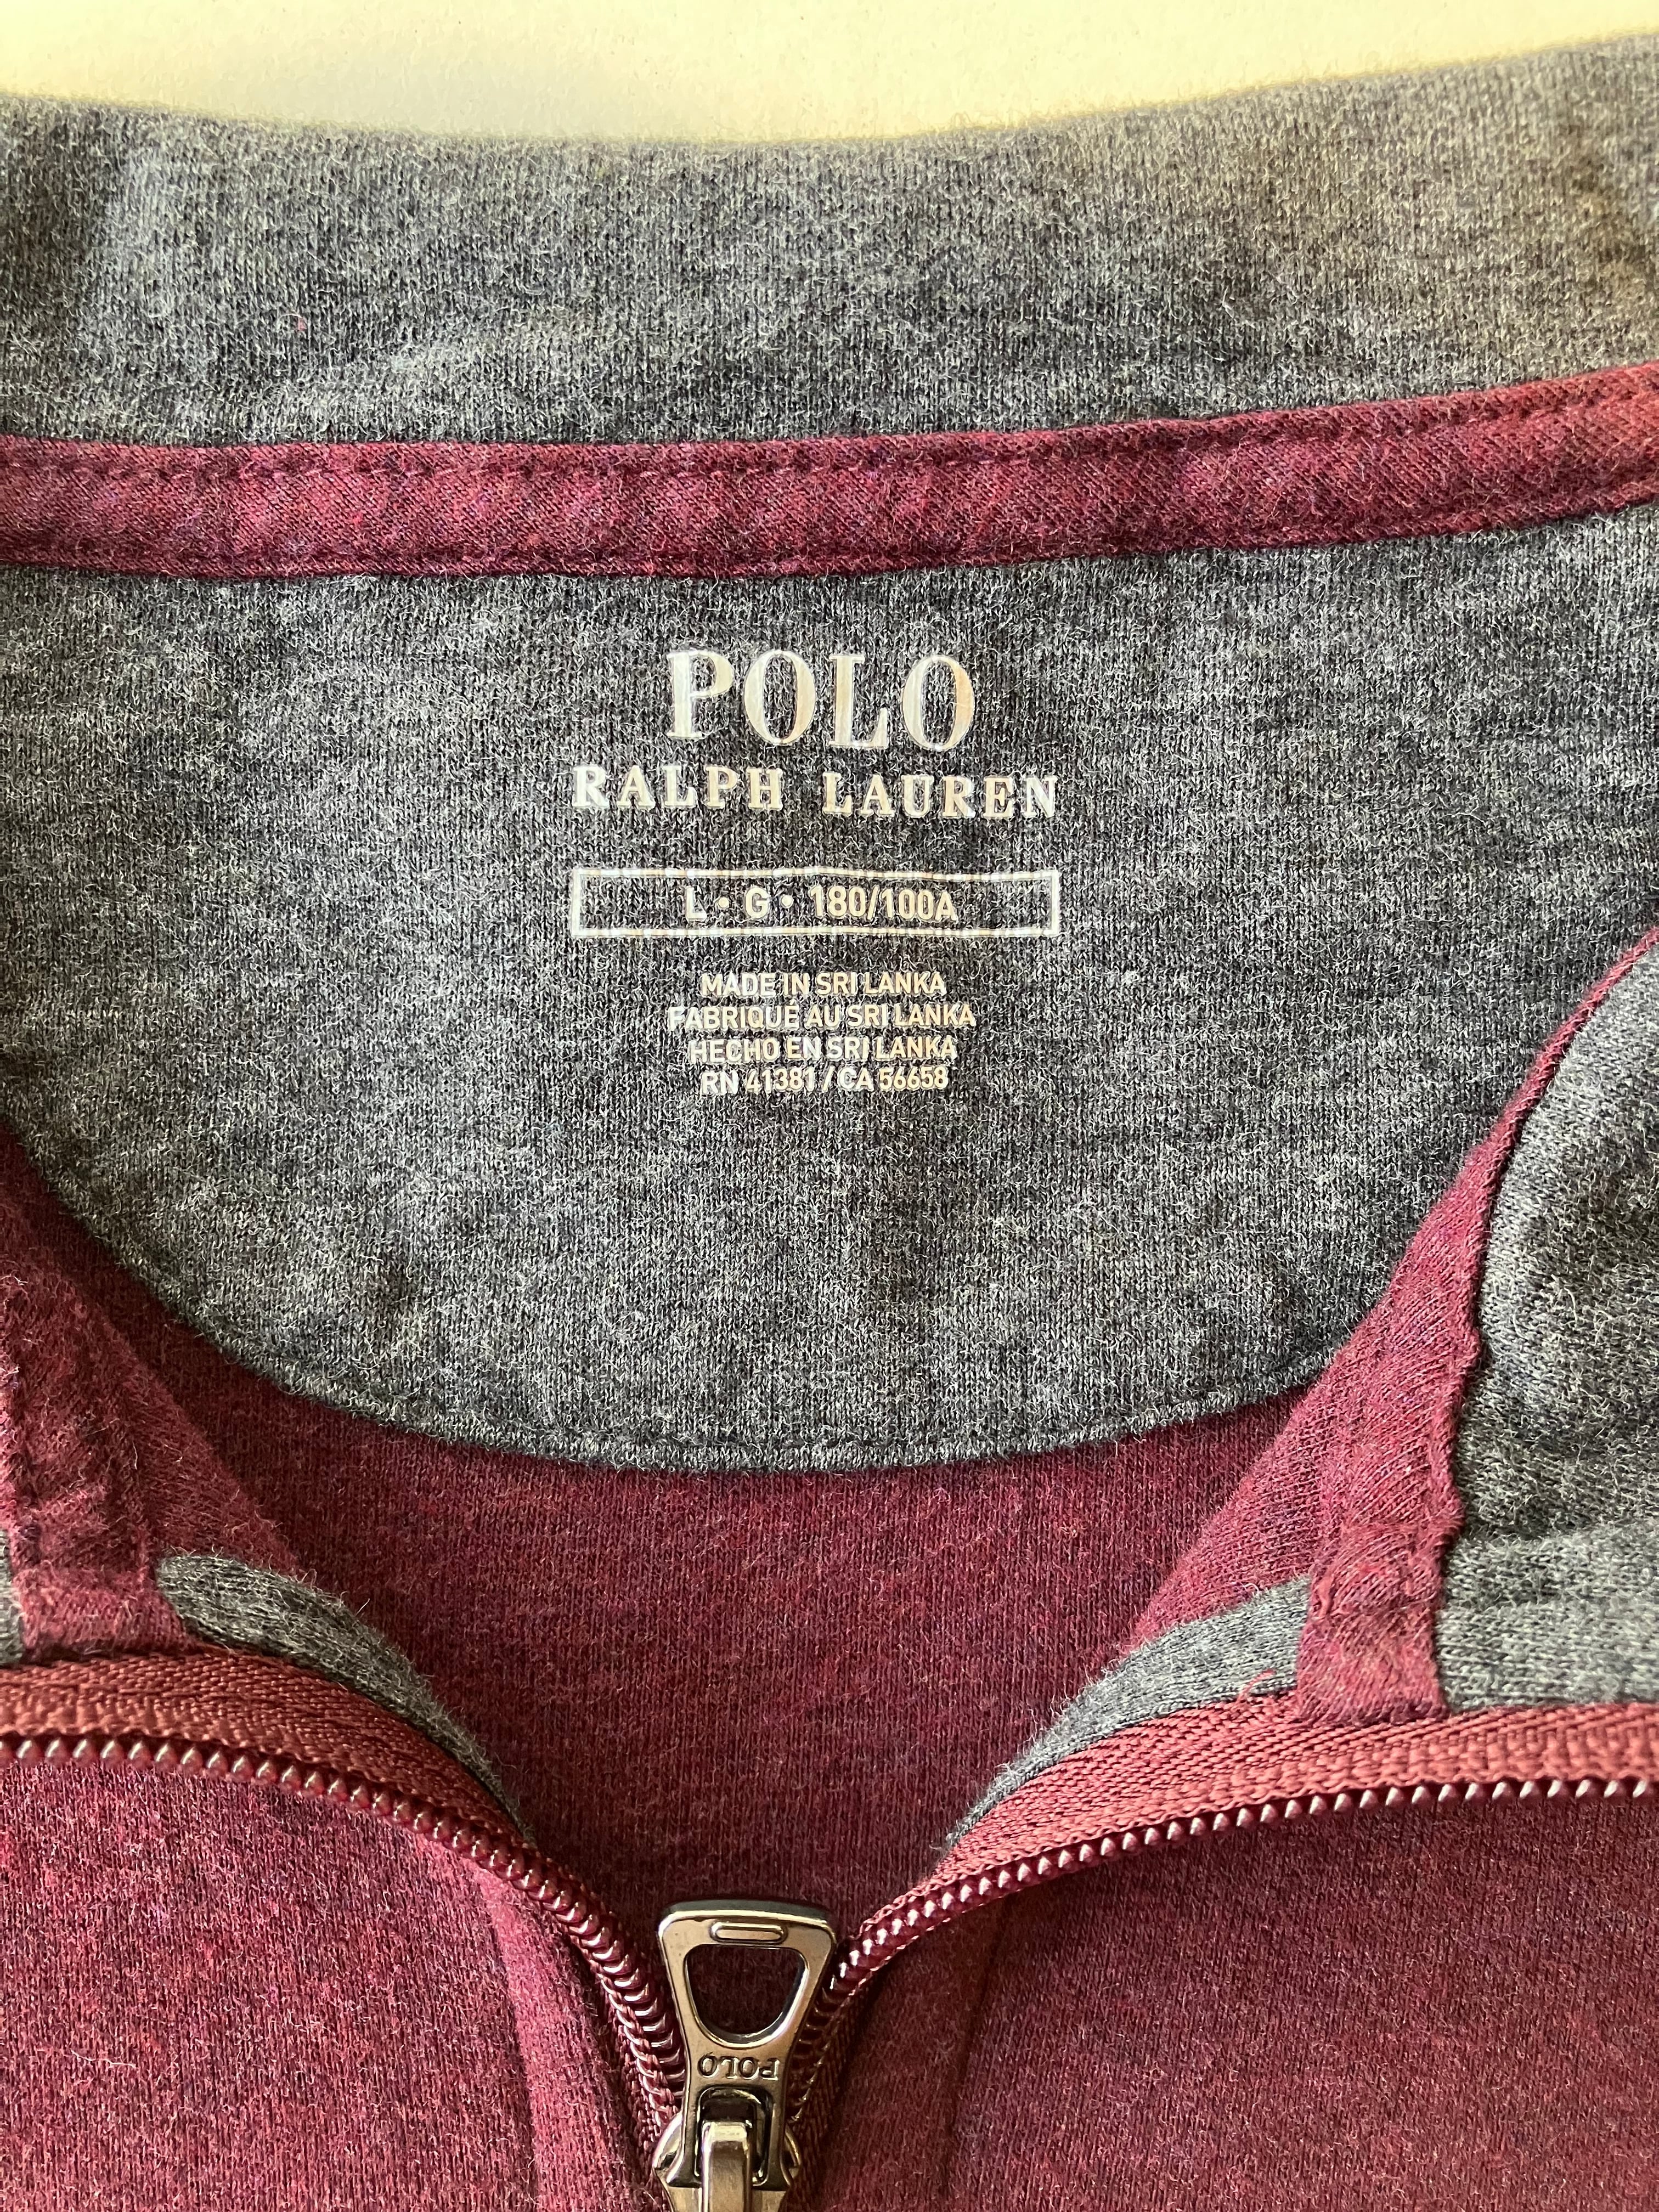 POLO
RALPH LAUREN
L • G • 180/100A
MADE IN SRI LANKA
FABRIQUÉ AU SRI LANKA
HECHO EN SRI LANKA
RN 41381 / CA 56658
POLO